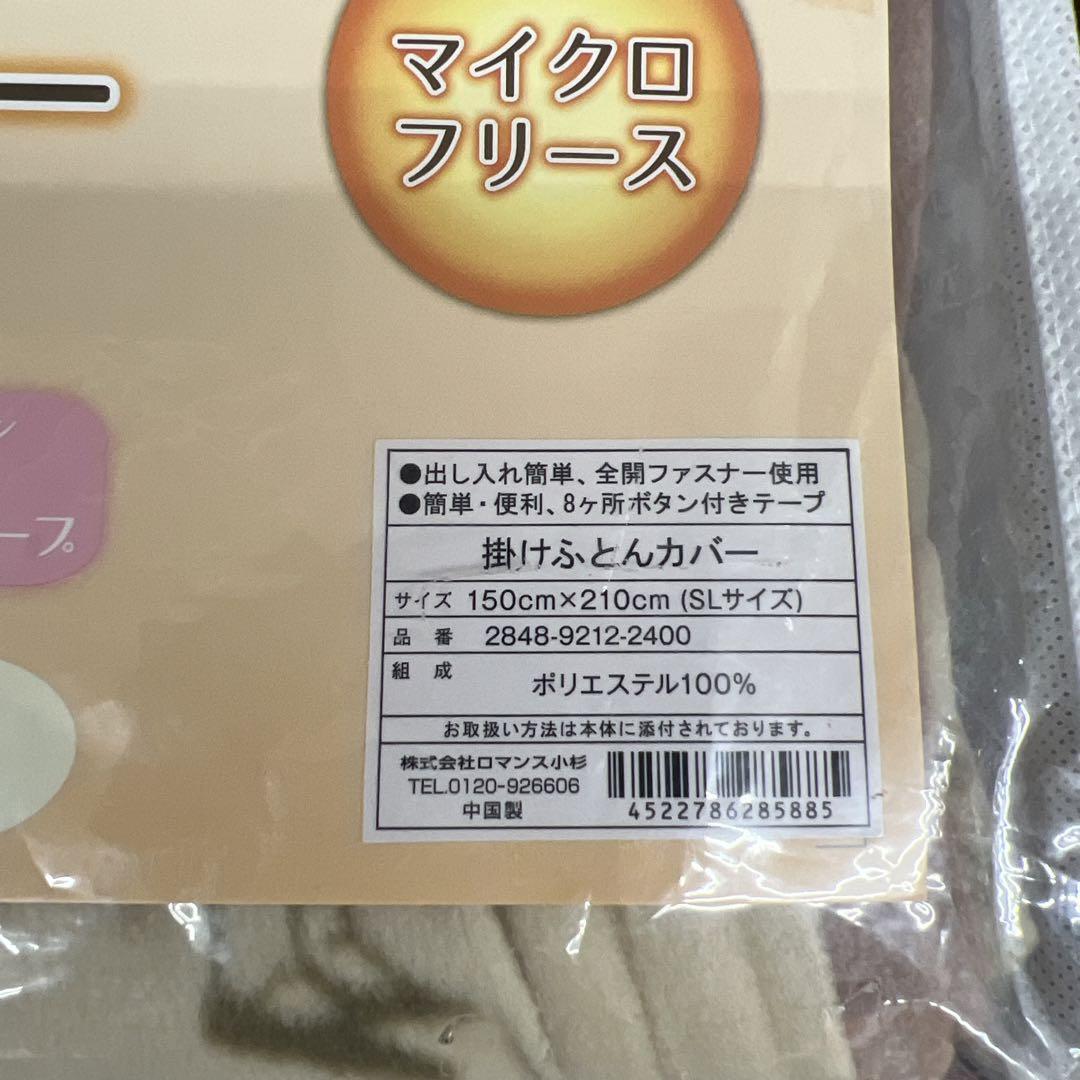 マイクロ
フリース
ン
ープ
●出し入れ簡単、全開ファスナー使用
●簡単・便利、8ヶ所ボタン付きテープ
掛けふとんカバー
サイズ 150cm×210cm (SLサイズ)
品番 2848-9212-2400
組成 ポリエステル100%
お取扱い方法は本体に添付されております。
株式会社ロマンス小杉
TEL.0120-926606
中国製
4522786285885